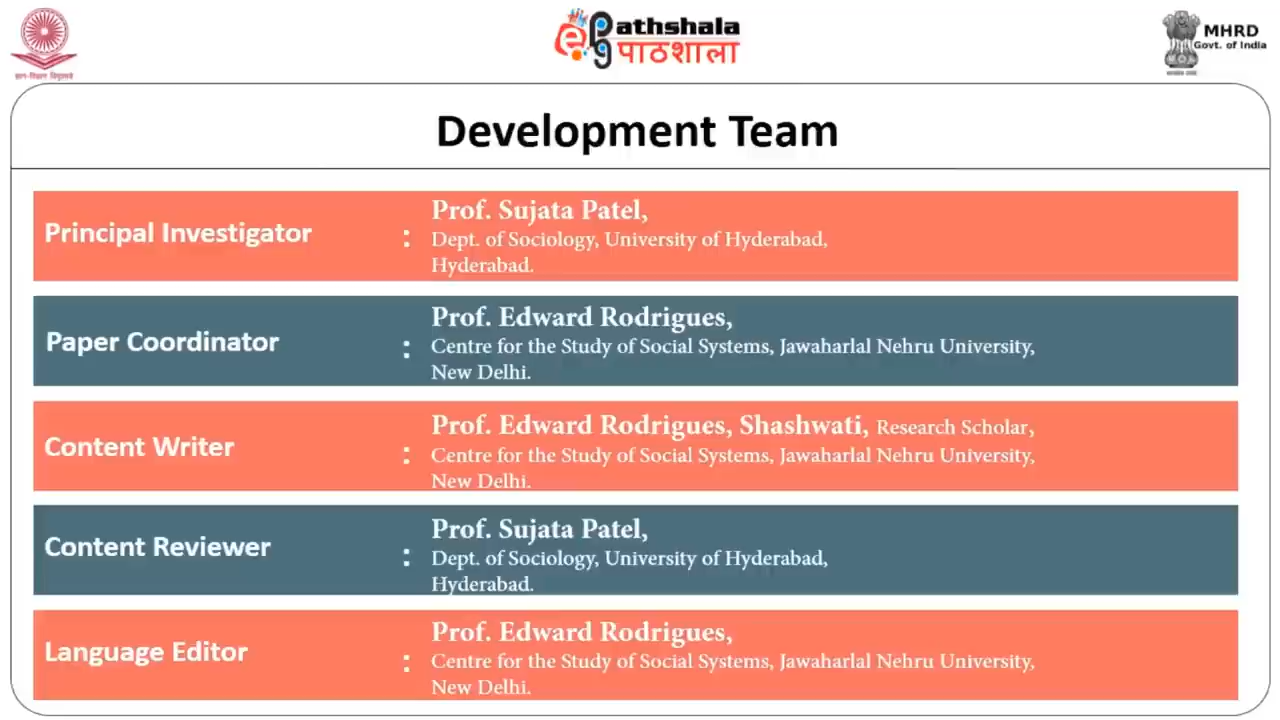 ज्ञान-विज्ञान विमुक्तये
ePG Pathshala
पाठशाला
MHRD
Govt. of India
Development Team
Principal Investigator : Prof. Sujata Patel,
Dept. of Sociology, University of Hyderabad,
Hyderabad.
Paper Coordinator : Prof. Edward Rodrigues,
Centre for the Study of Social Systems, Jawaharlal Nehru University,
New Delhi.
Content Writer : Prof. Edward Rodrigues, Shashwati, Research Scholar,
Centre for the Study of Social Systems, Jawaharlal Nehru University,
New Delhi.
Content Reviewer : Prof. Sujata Patel,
Dept. of Sociology, University of Hyderabad,
Hyderabad.
Language Editor : Prof. Edward Rodrigues,
Centre for the Study of Social Systems, Jawaharlal Nehru University,
New Delhi.